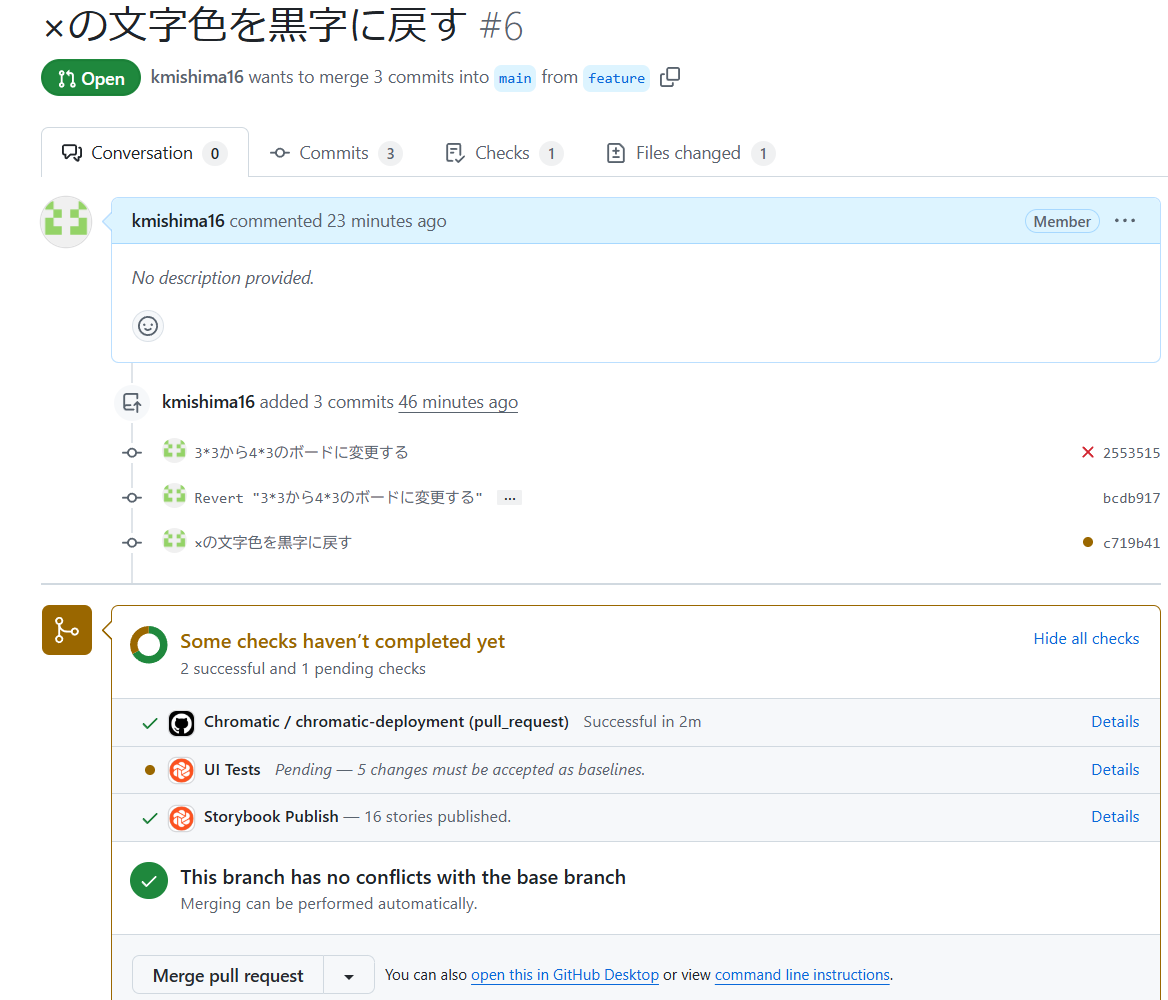 ×の文字色を黒字に戻す #6
Open kmishima16 wants to merge 3 commits into main from feature
Conversation 0 Commits 3 Checks 1 Files changed 1
kmishima16 commented 23 minutes ago Member ...
No description provided.
kmishima16 added 3 commits 46 minutes ago
3*3から4*3のボードに変更する 2553515
Revert "3*3から4*3のボードに変更する" ... bcdb917
×の文字色を黒字に戻す c719b41
Some checks haven’t completed yet Hide all checks
2 successful and 1 pending checks
Chromatic / chromatic-deployment (pull_request) Successful in 2m Details
UI Tests Pending — 5 changes must be accepted as baselines. Details
Storybook Publish — 16 stories published. Details
This branch has no conflicts with the base branch
Merging can be performed automatically.
Merge pull request You can also open this in GitHub Desktop or view command line instructions.